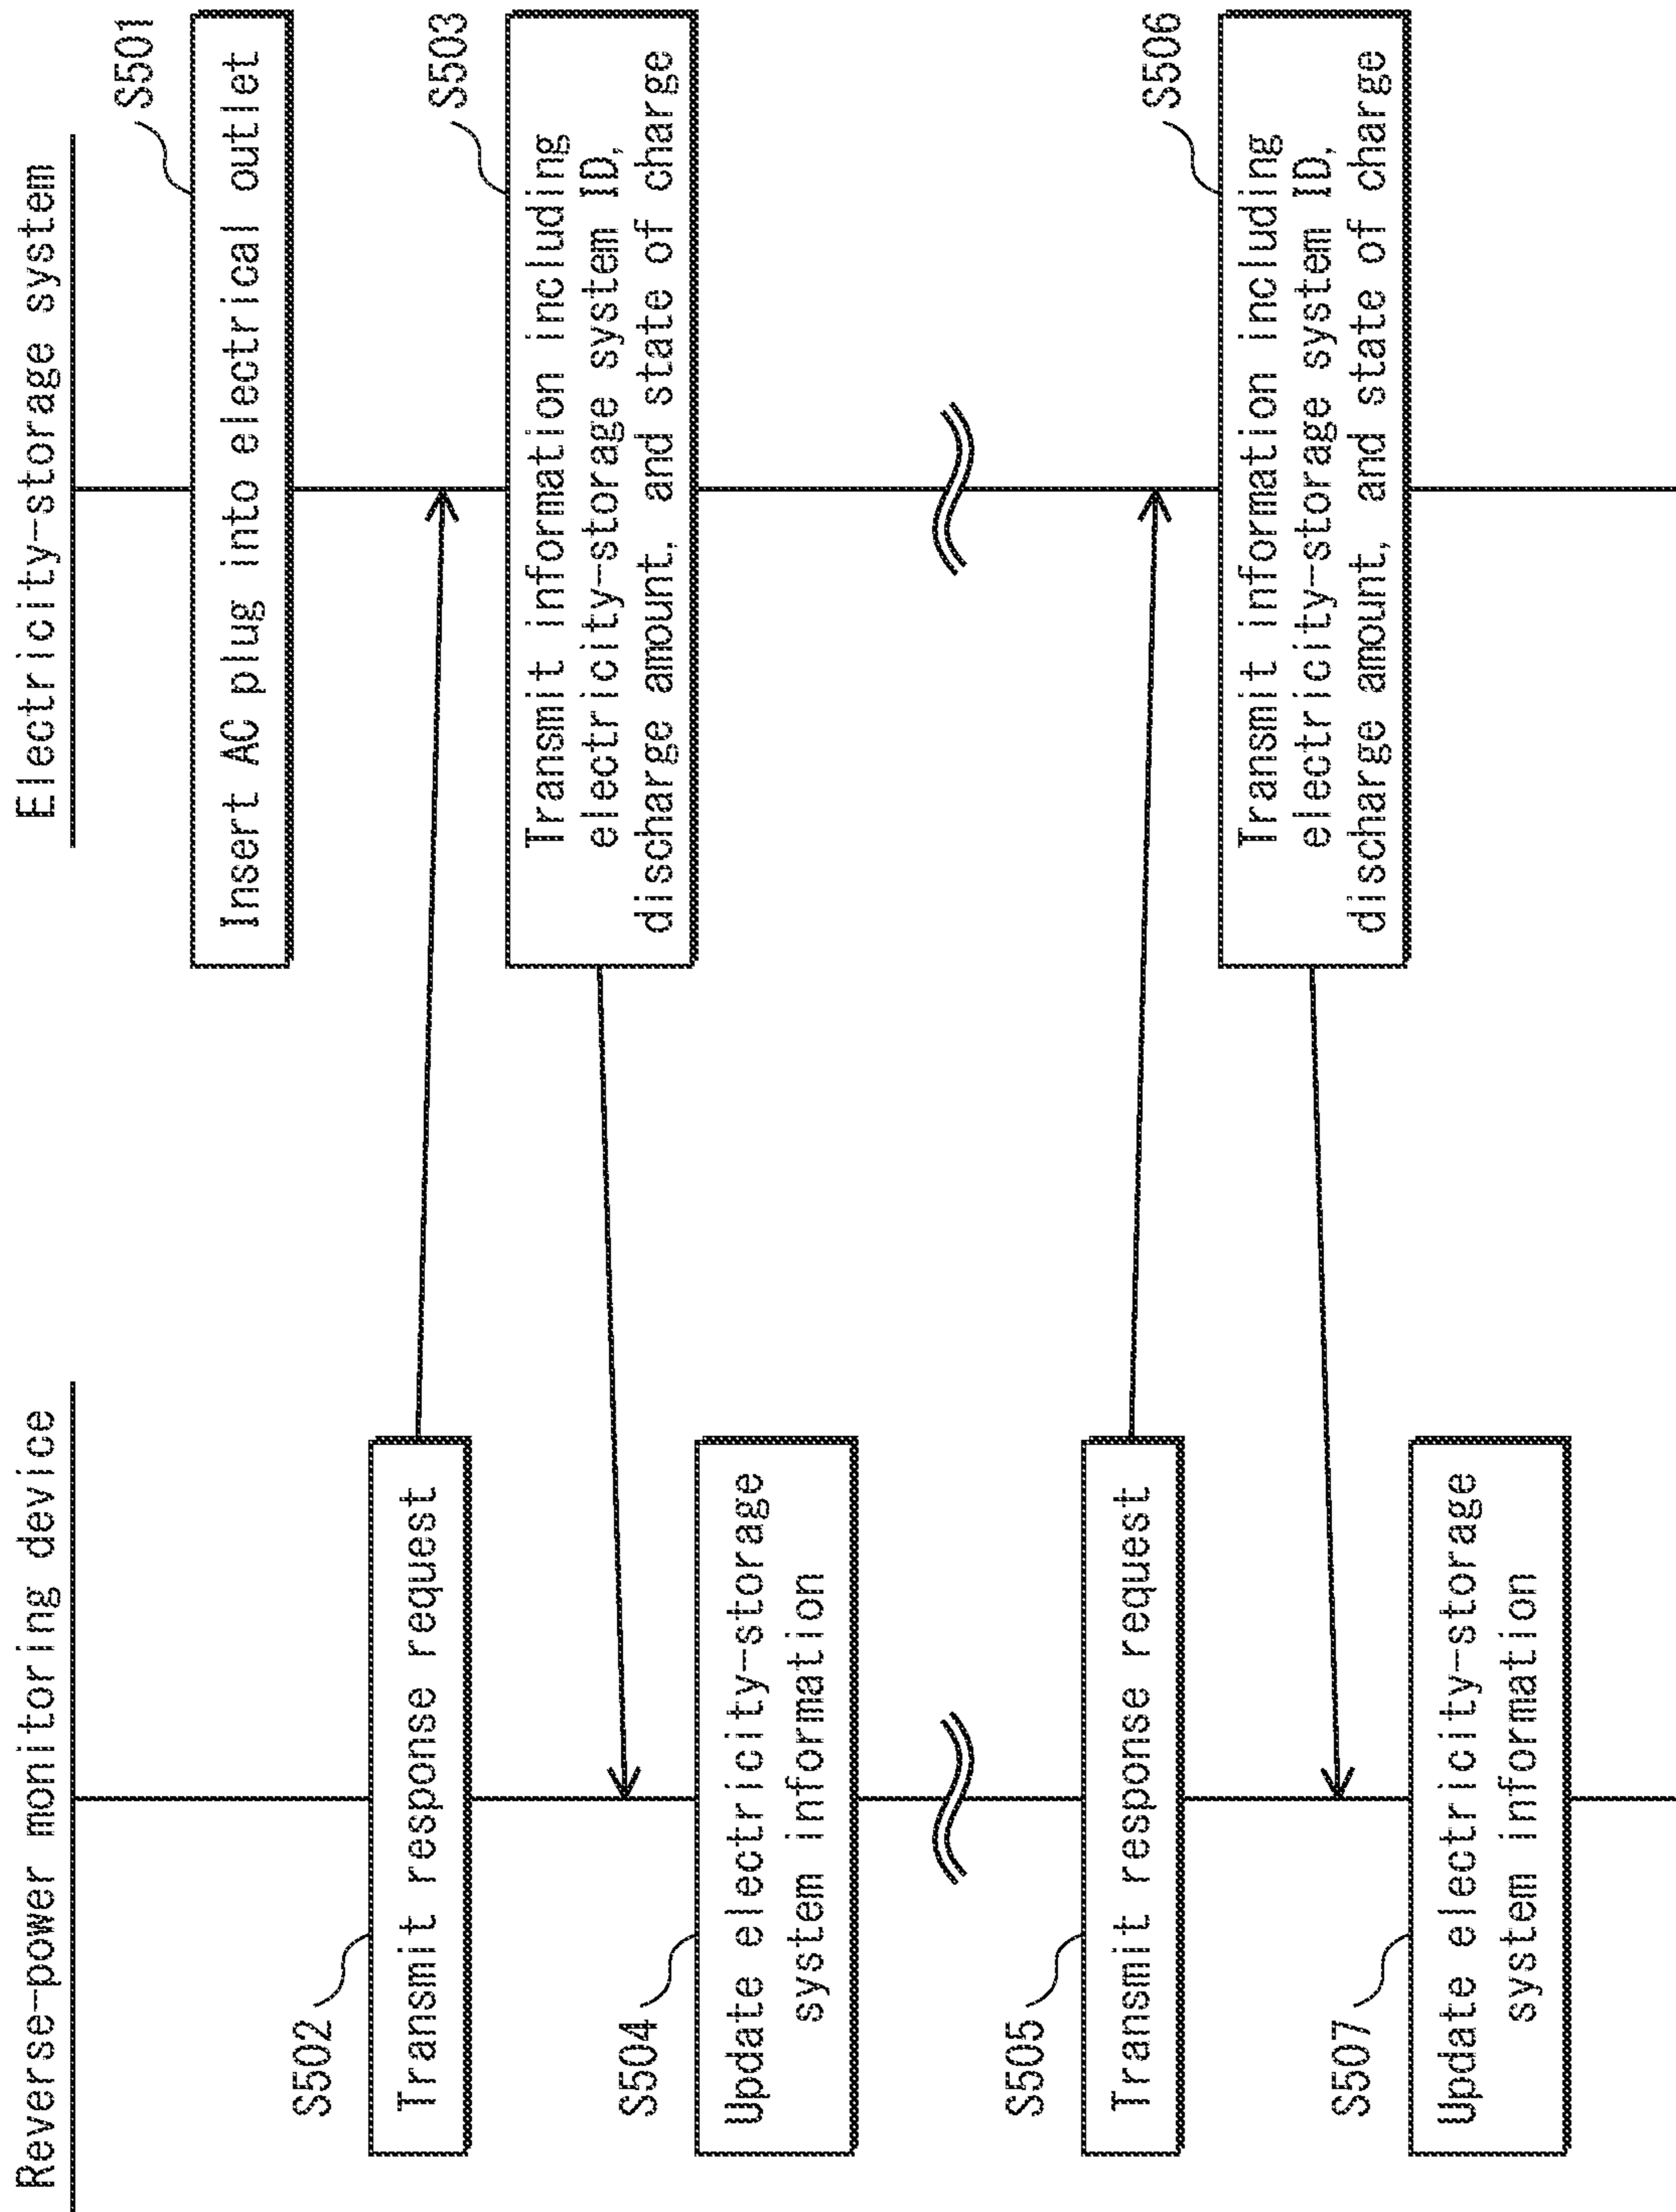 Reverse-power monitoring device
Electricity-storage system
S501
Insert AC plug into electrical outlet
S502
Transmit response request
S503
Transmit information including
electricity-storage system ID,
discharge amount, and state of charge
S504
Update electricity-storage
system information
S505
Transmit response request
S506
Transmit information including
electricity-storage system ID,
discharge amount, and state of charge
S507
Update electricity-storage
system information